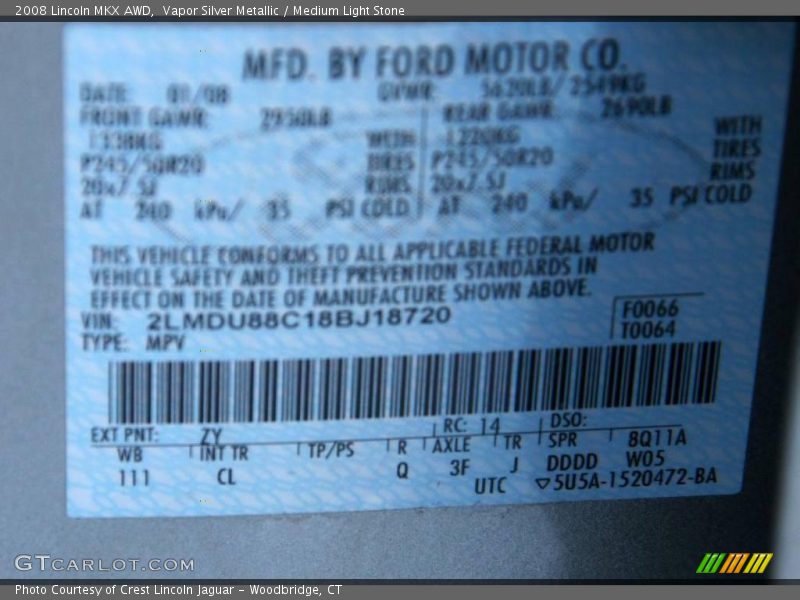 2008 Lincoln MKX AWD,  Vapor Silver Metallic / Medium Light Stone
MFD. BY FORD MOTOR CO.
DATE: 01/08 GVWR: 5620LB/ 2549KG
FRONT GAWR: 2950LB REAR GAWR: 2690LB
1338KG WITH 1220KG WITH
P245/50R20 TIRES P245/50R20 TIRES
20x7.5J RIMS 20x7.5J RIMS
AT 240 kPa/ 35 PSI COLD AT 240 kPa/ 35 PSI COLD
THIS VEHICLE CONFORMS TO ALL APPLICABLE FEDERAL MOTOR
VEHICLE SAFETY AND THEFT PREVENTION STANDARDS IN
EFFECT ON THE DATE OF MANUFACTURE SHOWN ABOVE.
VIN: 2LMDU88C18BJ18720 F0066
TYPE: MPV T0064
EXT PNT: ZY RC: 14 DSO:
WB INT TR TP/PS R AXLE TR SPR 8Q11A
111 CL Q 3F J DDDD W05
UTC ▽5U5A-1520472-BA
GTCARLOT.COM
Photo Courtesy of Crest Lincoln Jaguar - Woodbridge, CT